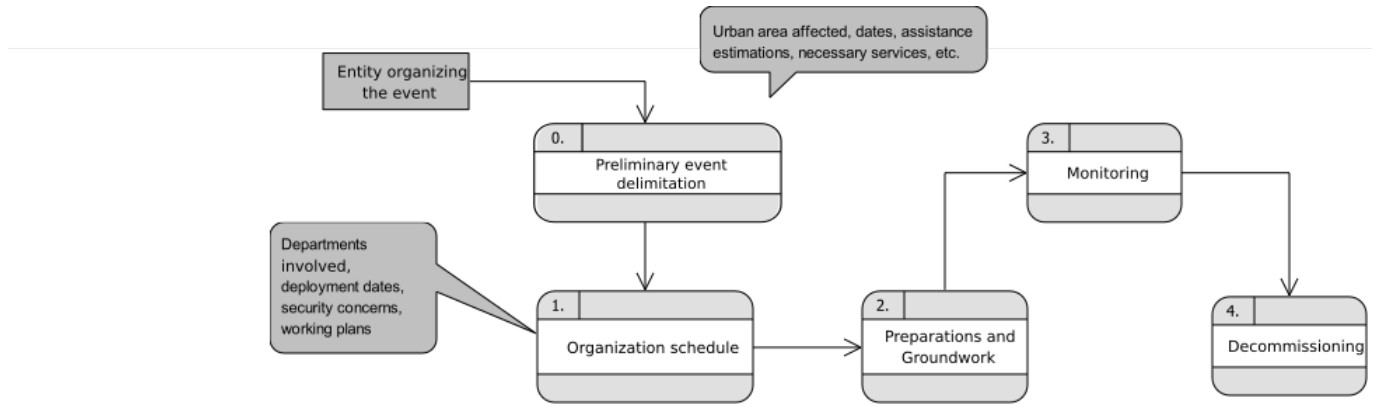 Urban area affected, dates, assistance
estimations, necessary services, etc.
Entity organizing
the event
0.
Preliminary event
delimitation
3.
Monitoring
Departments
involved,
deployment dates,
security concerns,
working plans
1.
Organization schedule
2.
Preparations and
Groundwork
4.
Decommissioning